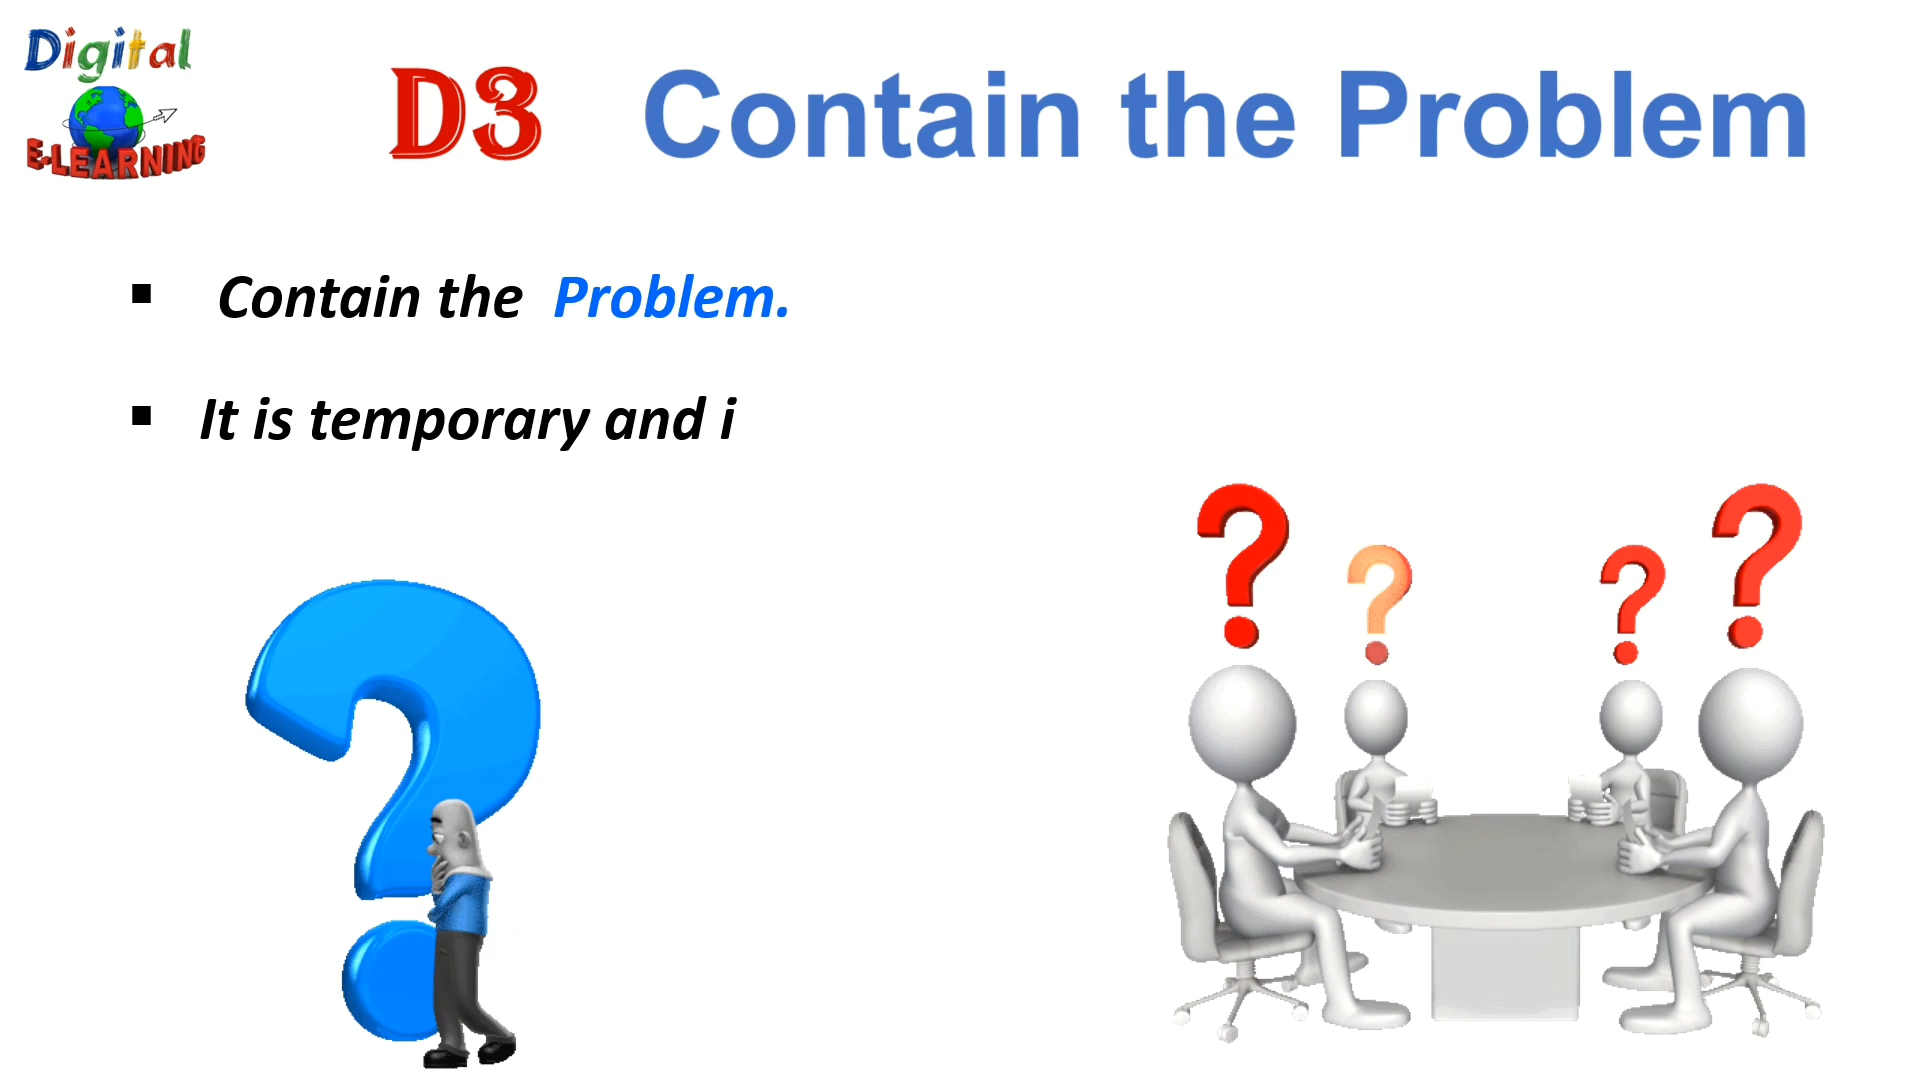 Digital
E-LEARNING
D3 Contain the Problem
▪ Contain the Problem.
▪ It is temporary and i